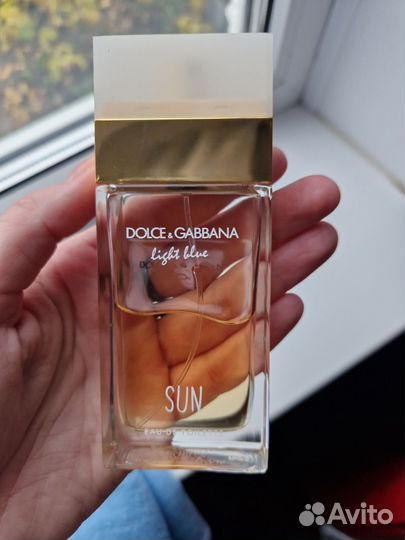 DOLCE & GABBANA
light blue
SUN
EAU DE TOILETTE
Avito